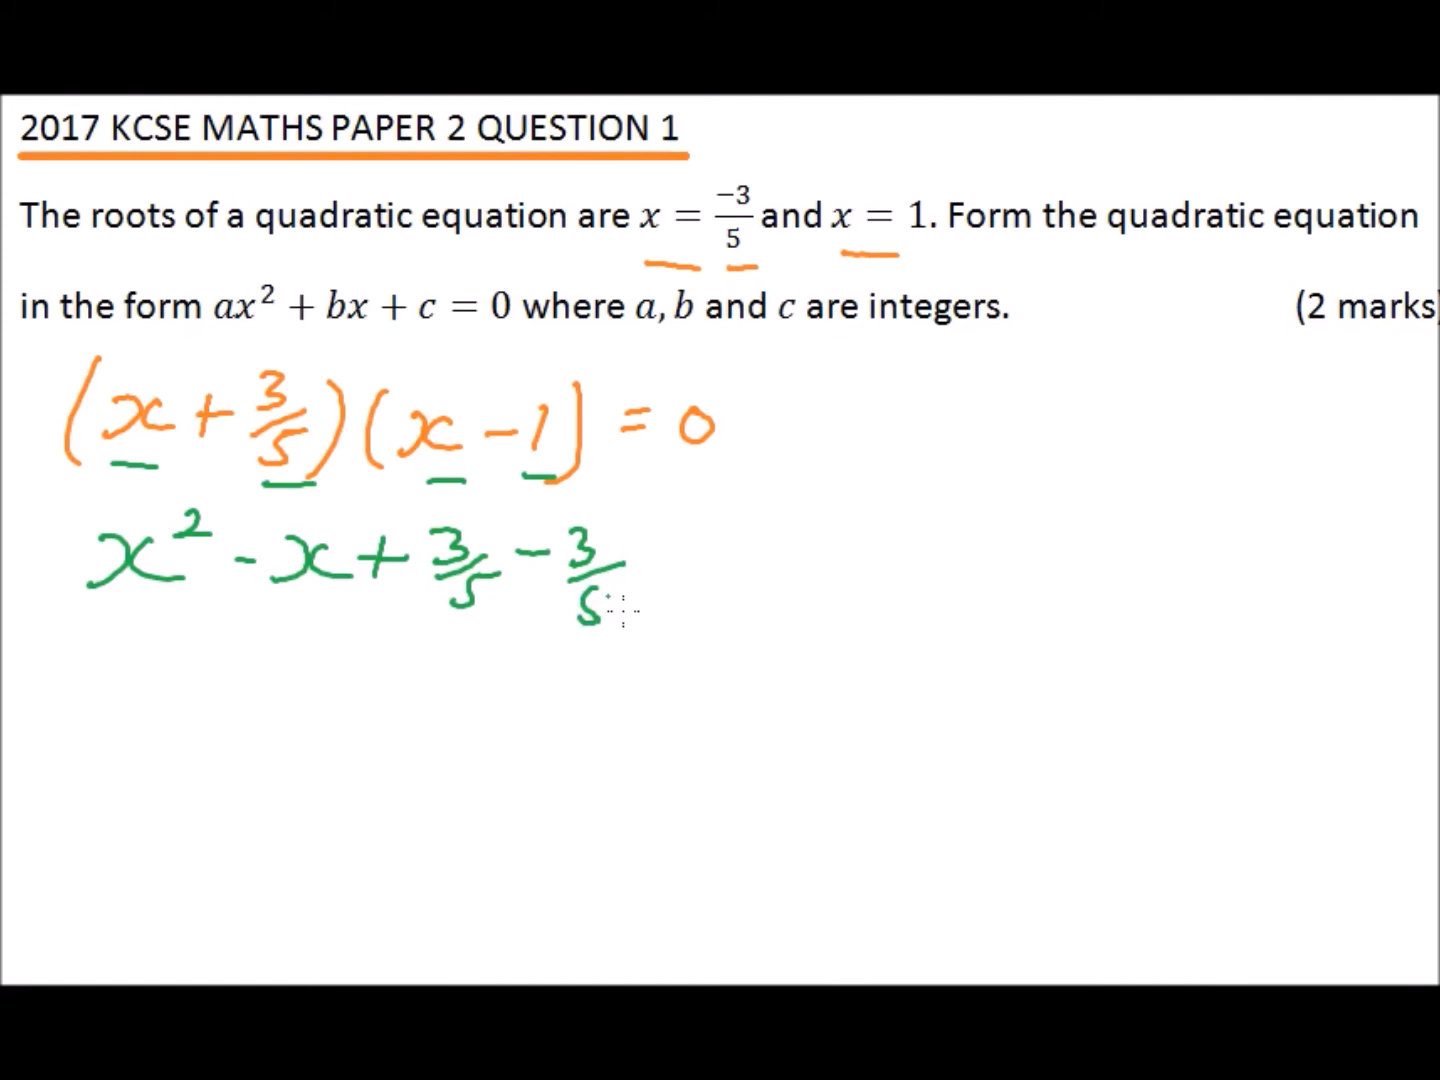 2017 KCSE MATHS PAPER 2 QUESTION 1
The roots of a quadratic equation are x = −3/5 and x = 1. Form the quadratic equation
in the form ax² + bx + c = 0 where a, b and c are integers. (2 marks)
(x + 3/5)(x − 1) = 0
x² - x + 3/5 − 3/5